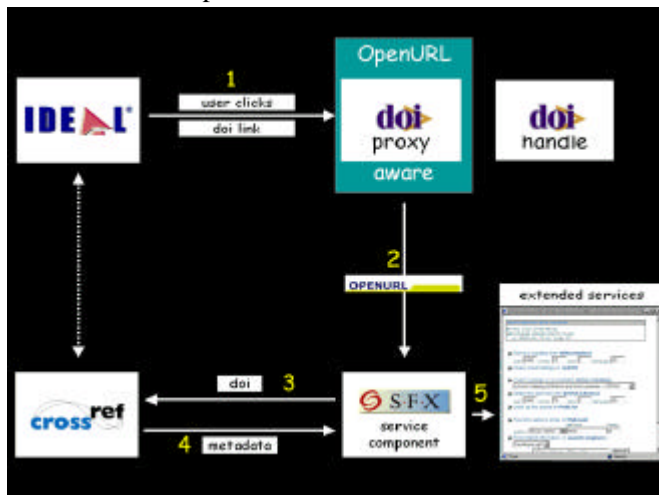 OpenURL
1
IDEAL®
user clicks
doi link
doi
proxy
doi
handle
aware
2
OPENURL
extended services
doi
3
crossref
S·F·X
service
component
5
4
metadata